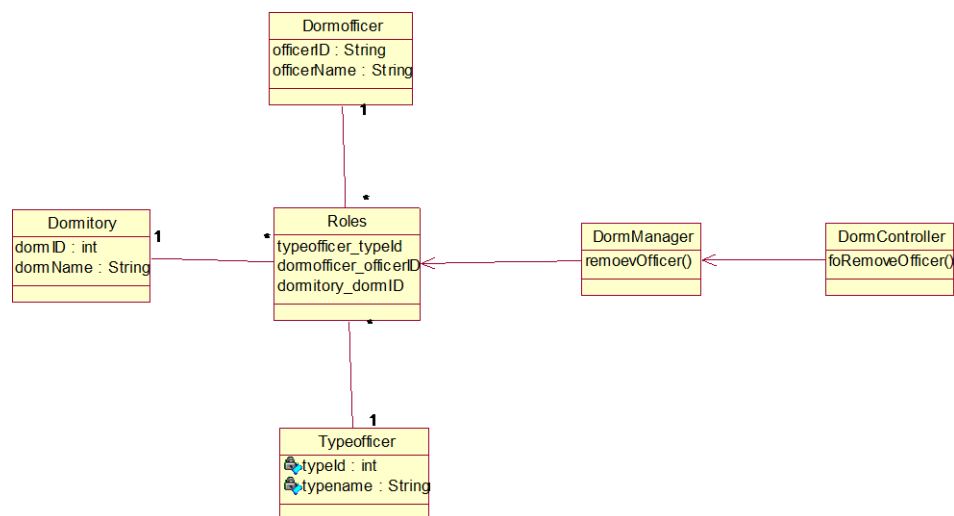 Dormofficer
officerID : String
officerName : String
1
*
Dormitory
dormID : int
dormName : String
1
*
Roles
typeofficer_typeId
dormofficer_officerID
dormitory_dormID
DormManager
remoevOfficer()
DormController
foRemoveOfficer()
*
1
Typeofficer
typeId : int
typename : String